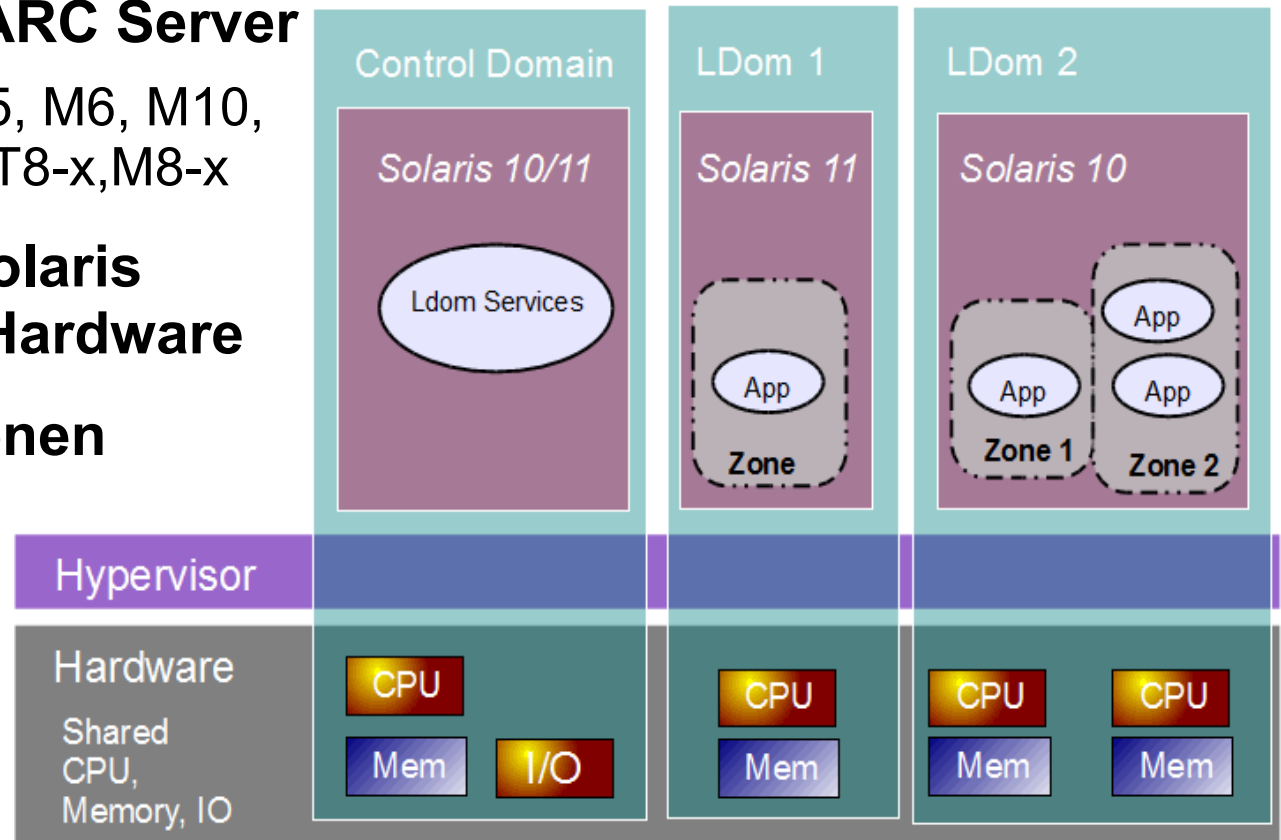 ARC Server
5, M6, M10,
T8-x,M8-x
olaris
Hardware
nen
Control Domain
Solaris 10/11
Ldom Services
LDom 1
Solaris 11
App
Zone
LDom 2
Solaris 10
App
Zone 1
App
App
Zone 2
Hypervisor
Hardware
Shared
CPU,
Memory, IO
CPU
Mem
I/O
CPU
Mem
CPU
Mem
CPU
Mem